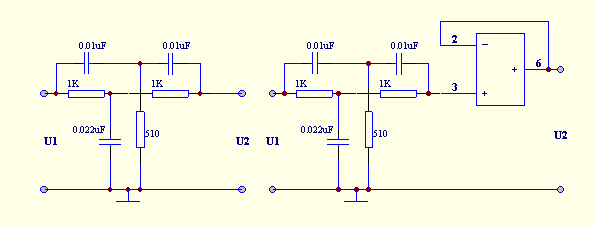 2
0.01uF 0.01uF 0.01uF 0.01uF
− + 6
1K 1K 1K 1K 3 +
0.022uF 510 0.022uF 510
U1 U2 U1 U2